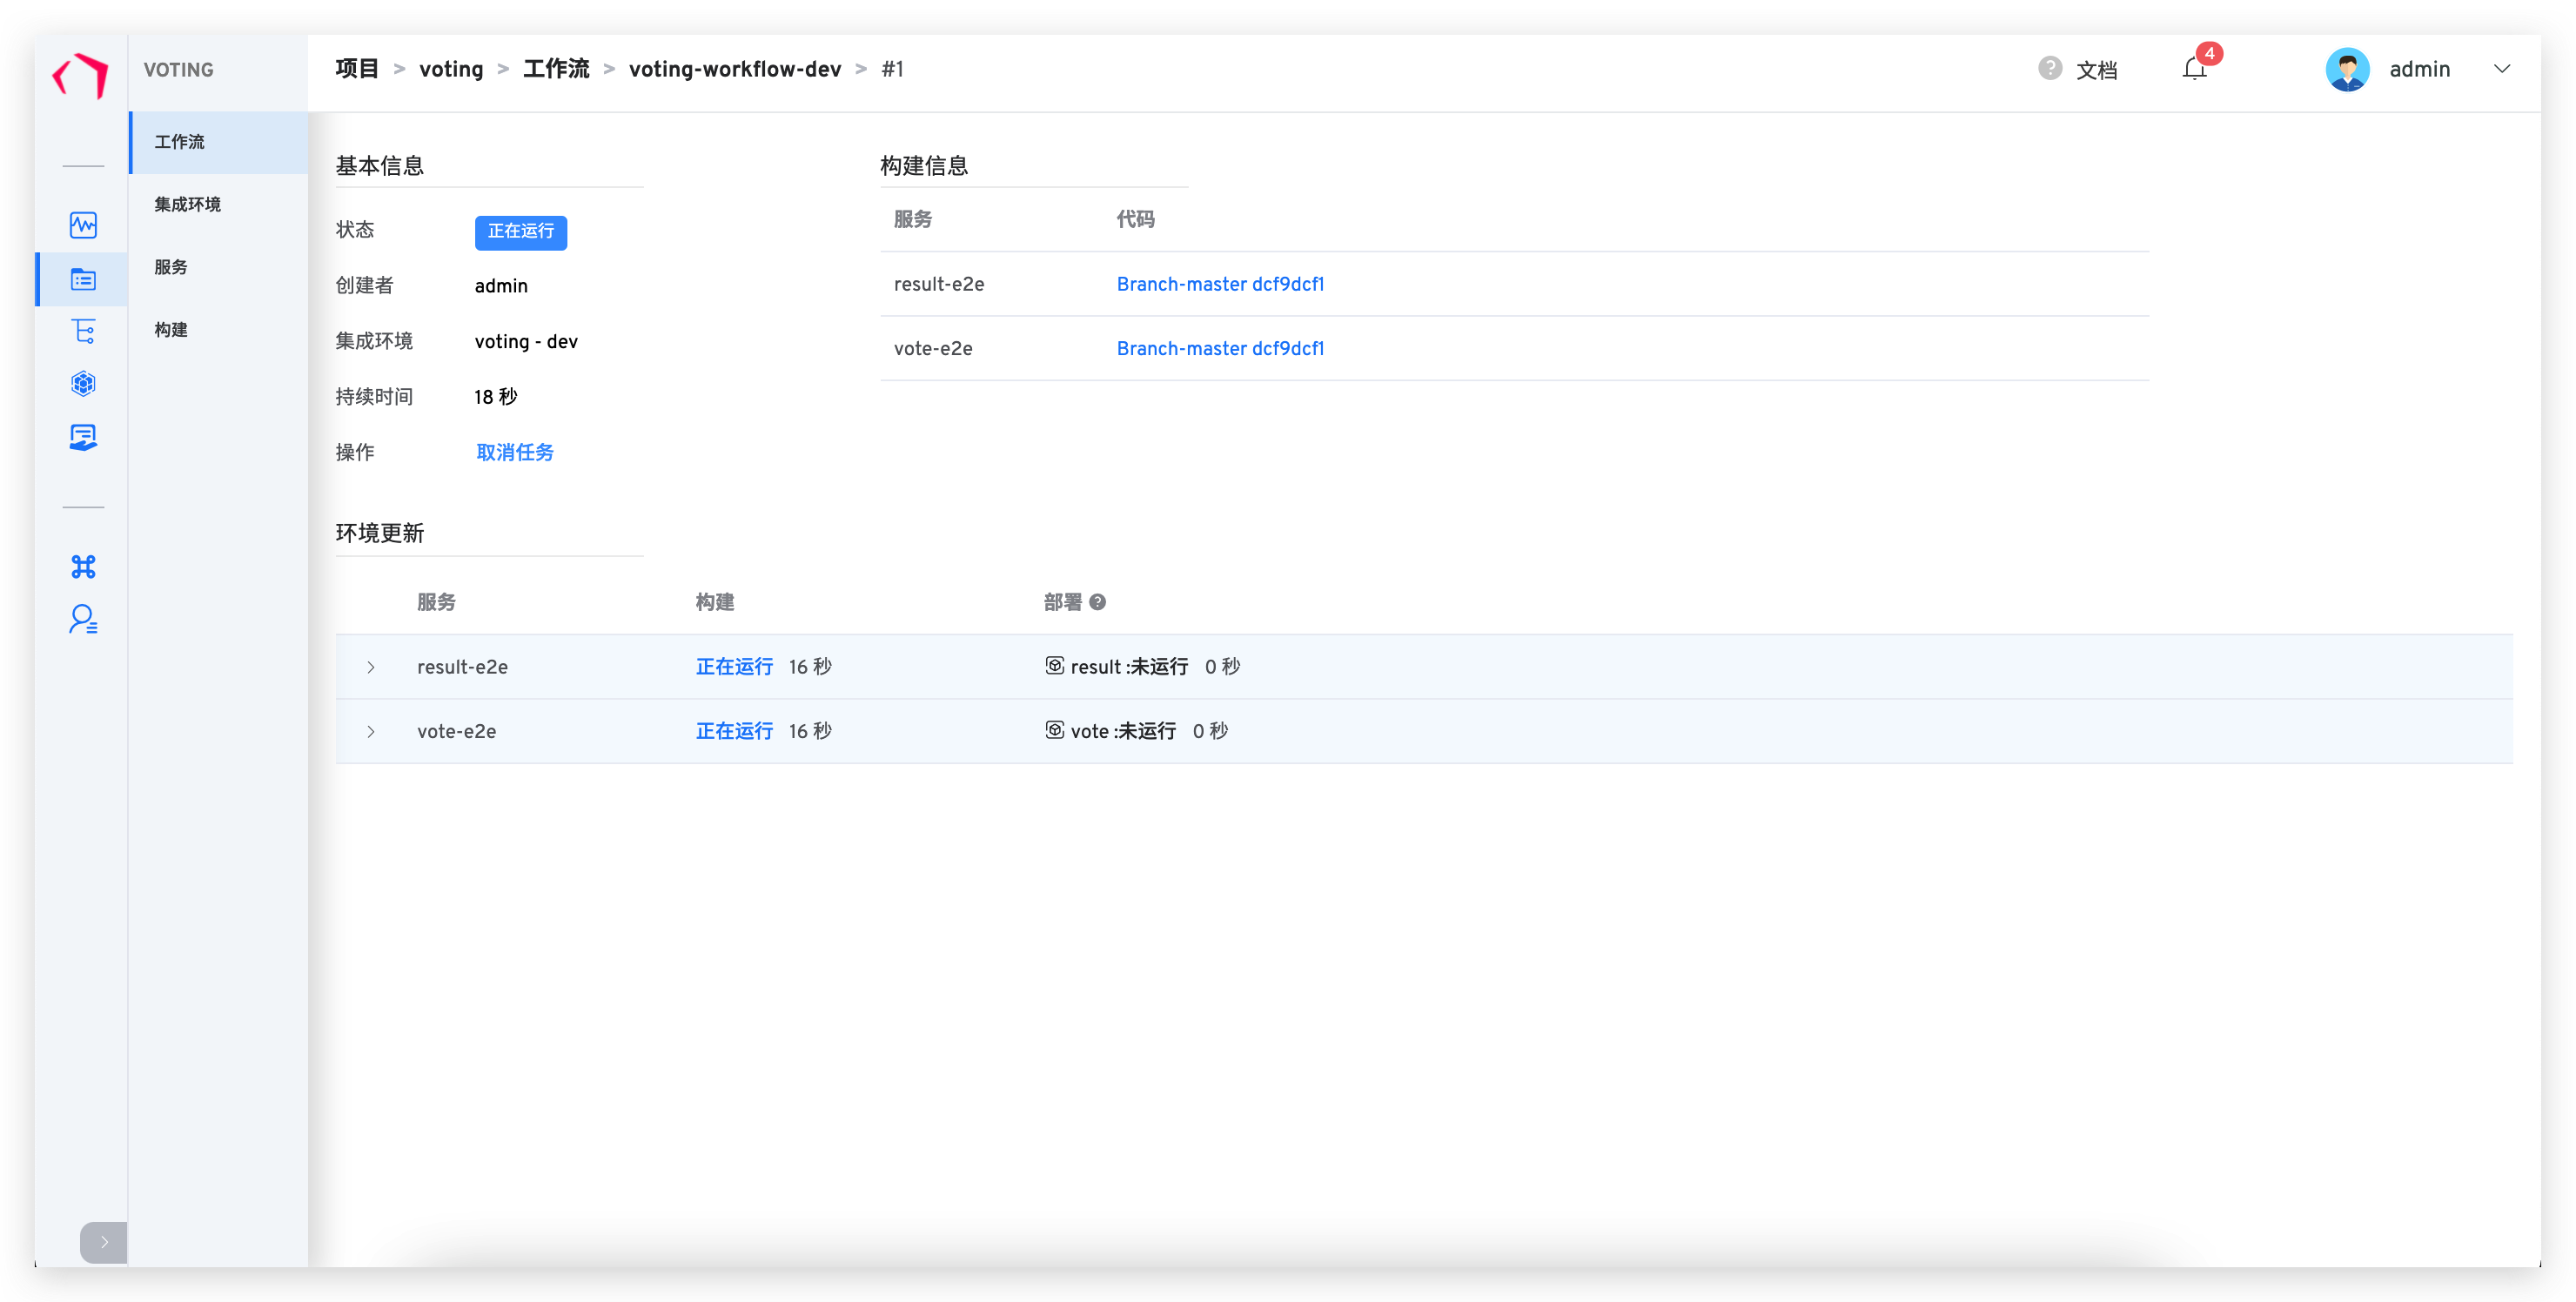 VOTING
项目 > voting > 工作流 > voting-workflow-dev > #1
? 文档
4
admin
工作流
集成环境
服务
构建
基本信息
状态 正在运行
创建者 admin
集成环境 voting - dev
持续时间 18 秒
操作 取消任务
构建信息
服务 代码
result-e2e Branch-master dcf9dcf1
vote-e2e Branch-master dcf9dcf1
环境更新
服务 构建 部署 ?
result-e2e 正在运行 16 秒 result :未运行 0 秒
vote-e2e 正在运行 16 秒 vote :未运行 0 秒